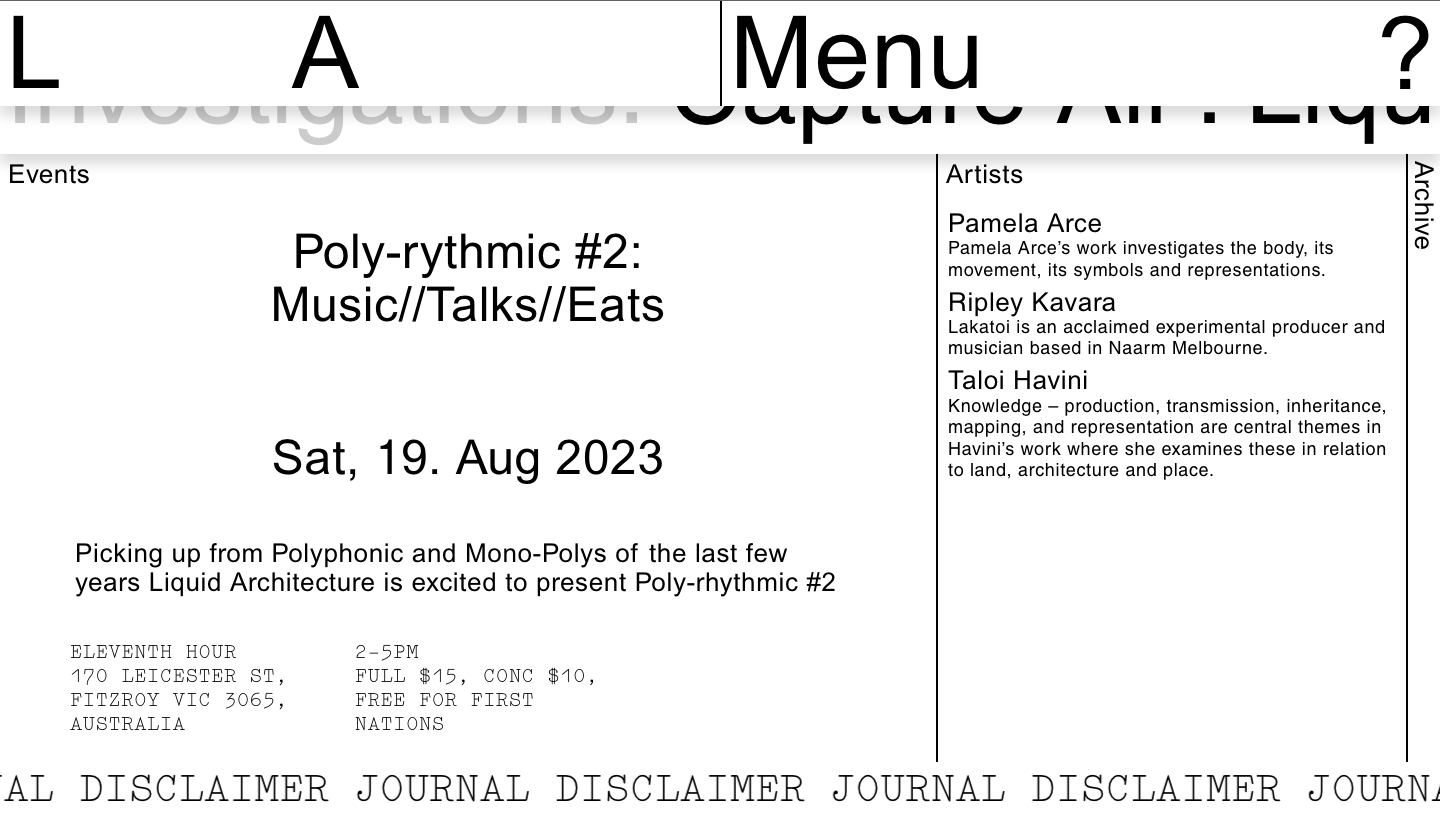 L A
Menu ?
Investigations: Capture All : Liqu
Events
Poly-rythmic #2:
Music//Talks//Eats
Sat, 19. Aug 2023
Picking up from Polyphonic and Mono-Polys of the last few
years Liquid Architecture is excited to present Poly-rhythmic #2
ELEVENTH HOUR
170 LEICESTER ST,
FITZROY VIC 3065,
AUSTRALIA
2-5PM
FULL $15, CONC $10,
FREE FOR FIRST
NATIONS
Artists
Pamela Arce
Pamela Arce’s work investigates the body, its
movement, its symbols and representations.
Ripley Kavara
Lakatoi is an acclaimed experimental producer and
musician based in Naarm Melbourne.
Taloi Havini
Knowledge – production, transmission, inheritance,
mapping, and representation are central themes in
Havini’s work where she examines these in relation
to land, architecture and place.
Archive
AL DISCLAIMER JOURNAL DISCLAIMER JOURNAL DISCLAIMER JOURN